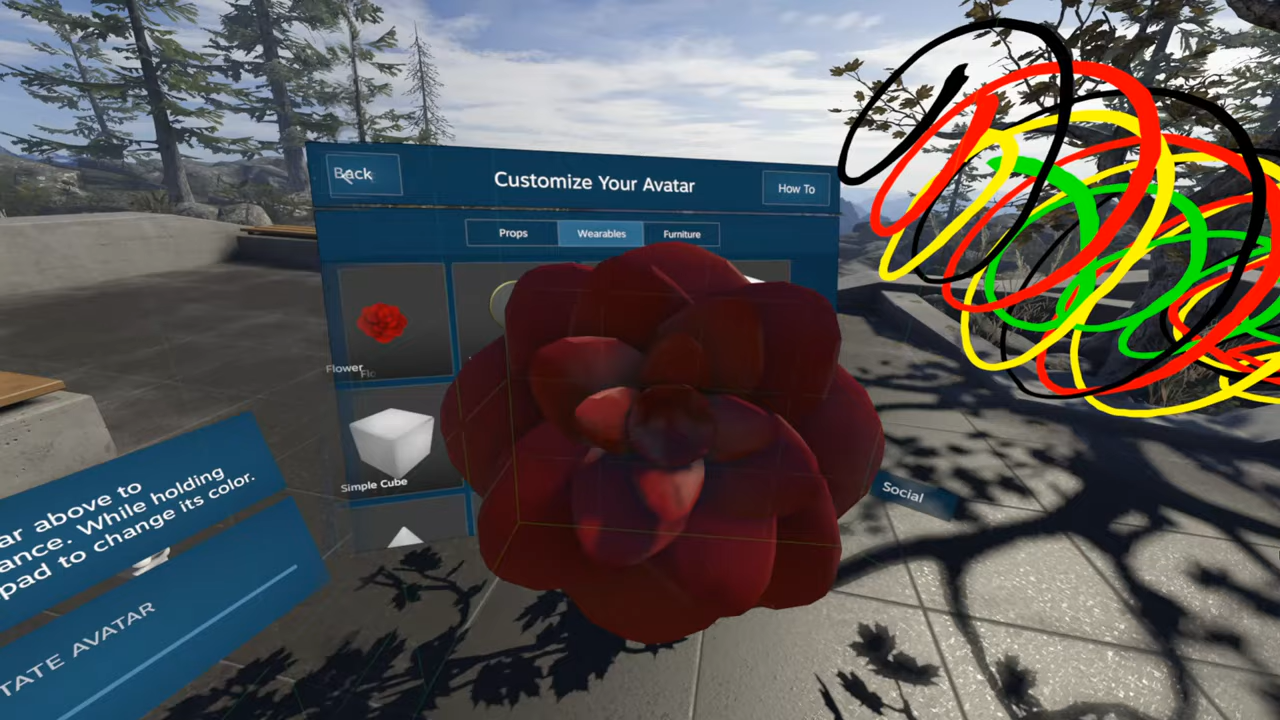 Back
Customize Your Avatar
How To
Props
Wearables
Furniture
Flower
Flo
Simple Cube
Social
ar above to
ance. While holding
pad to change its color.
TATE AVATAR